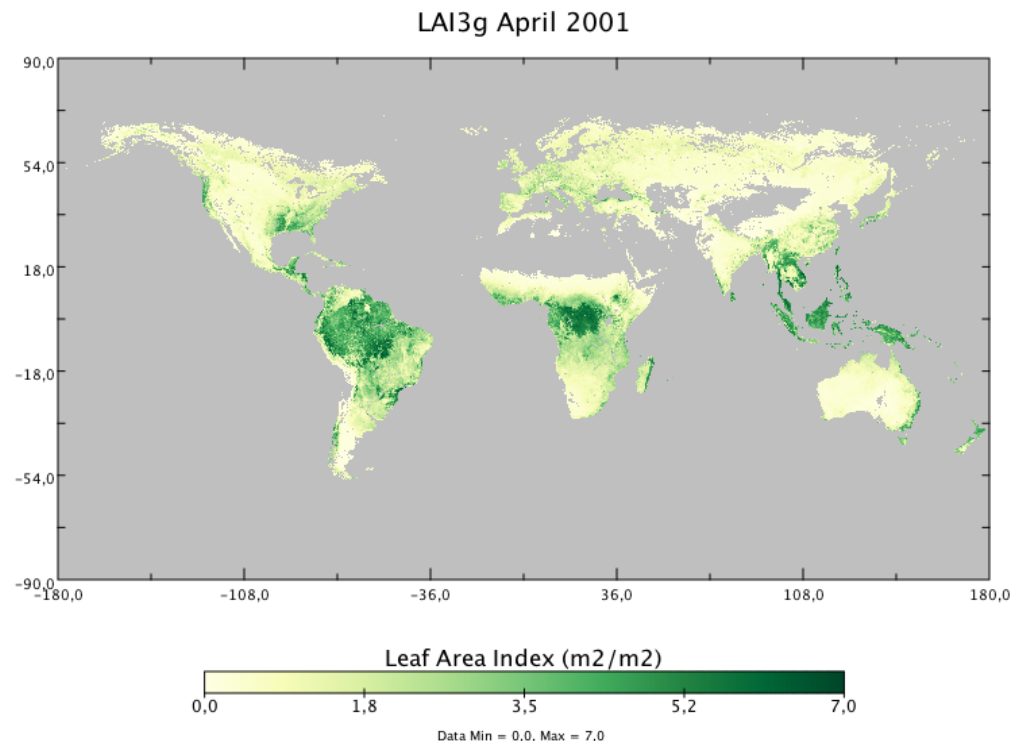 LAI3g April 2001
90,0
54,0
18,0
−18,0
−54,0
−90,0
−180,0 −108,0 −36,0 36,0 108,0 180,0
Leaf Area Index (m2/m2)
0,0 1,8 3,5 5,2 7,0
Data Min = 0.0, Max = 7.0